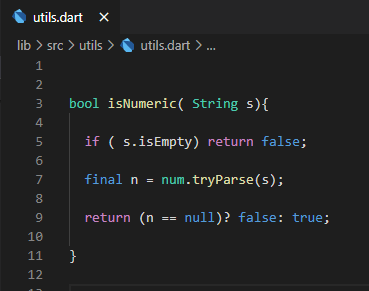 utils.dart ×
lib > src > utils > utils.dart > ...
1
2
3 bool isNumeric( String s){
4
5 if ( s.isEmpty) return false;
6
7 final n = num.tryParse(s);
8
9 return (n == null)? false: true;
10
11 }
12
13